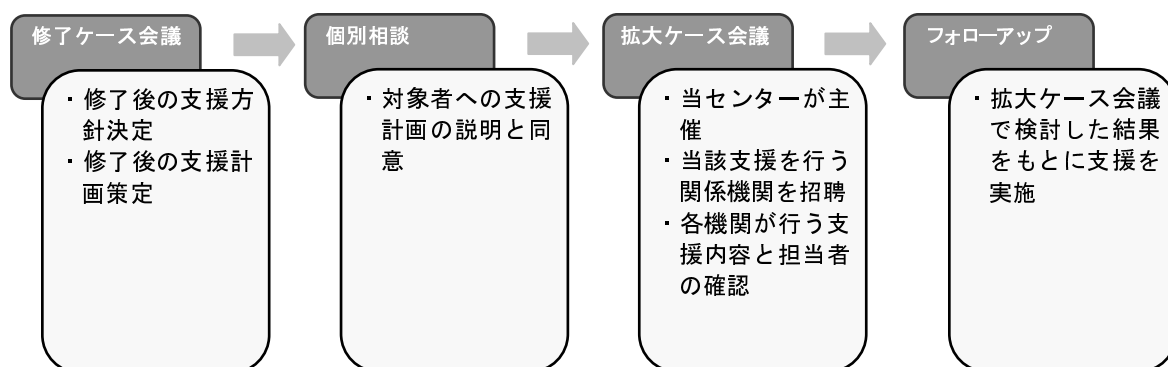 修了ケース会議
・修了後の支援方
針決定
・修了後の支援計
画策定
個別相談
・対象者への支援
計画の説明と同
意
拡大ケース会議
・当センターが主
催
・当該支援を行う
関係機関を招聘
・各機関が行う支
援内容と担当者
の確認
フォローアップ
・拡大ケース会議
で検討した結果
をもとに支援を
実施